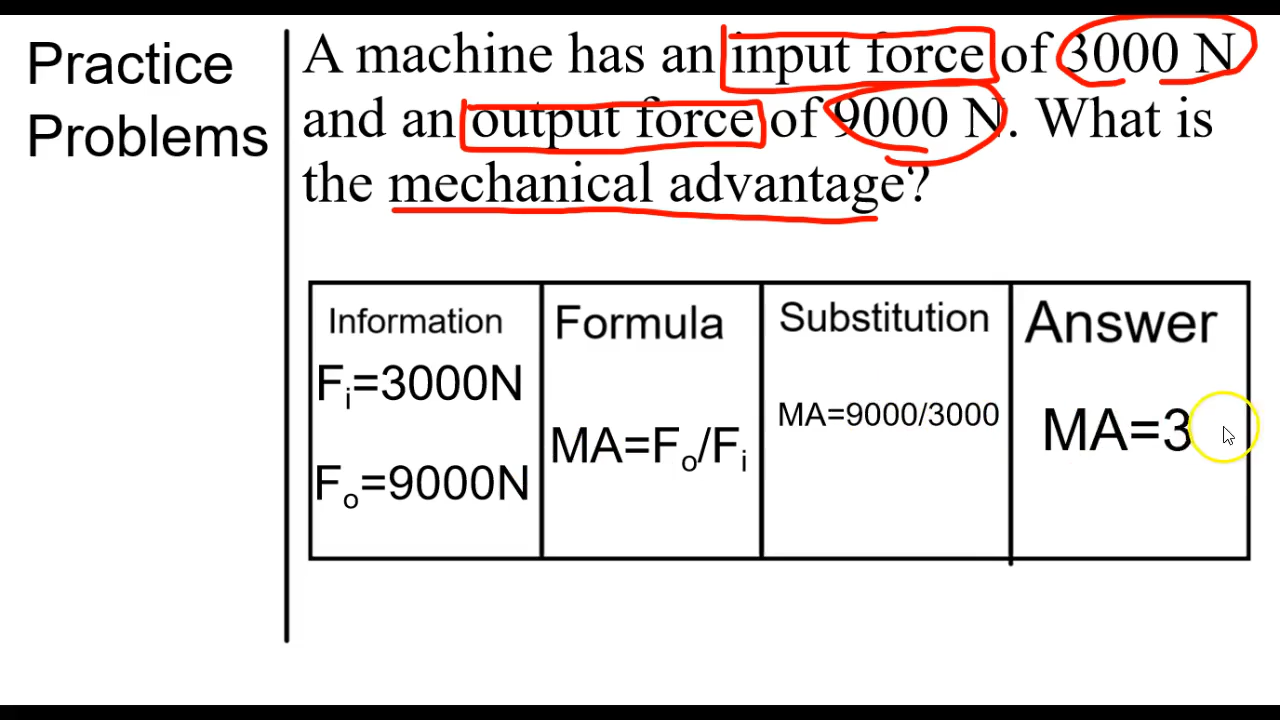 Practice
Problems
A machine has an input force of 3000 N
and an output force of 9000 N. What is
the mechanical advantage?
Information
Fi=3000N
Fo=9000N
Formula
MA=Fo/Fi
Substitution
MA=9000/3000
Answer
MA=3